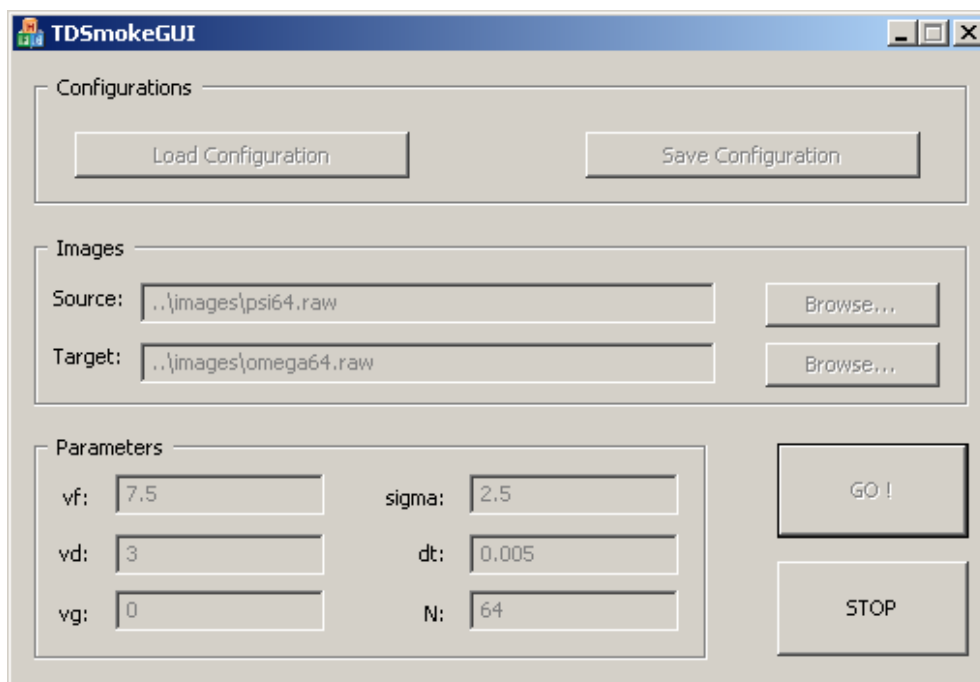 TDSmokeGUI
Configurations
Load Configuration Save Configuration
Images
Source: ..\images\psi64.raw Browse...
Target: ..\images\omega64.raw Browse...
Parameters
vf: 7.5 sigma: 2.5 GO !
vd: 3 dt: 0.005
vg: 0 N: 64 STOP